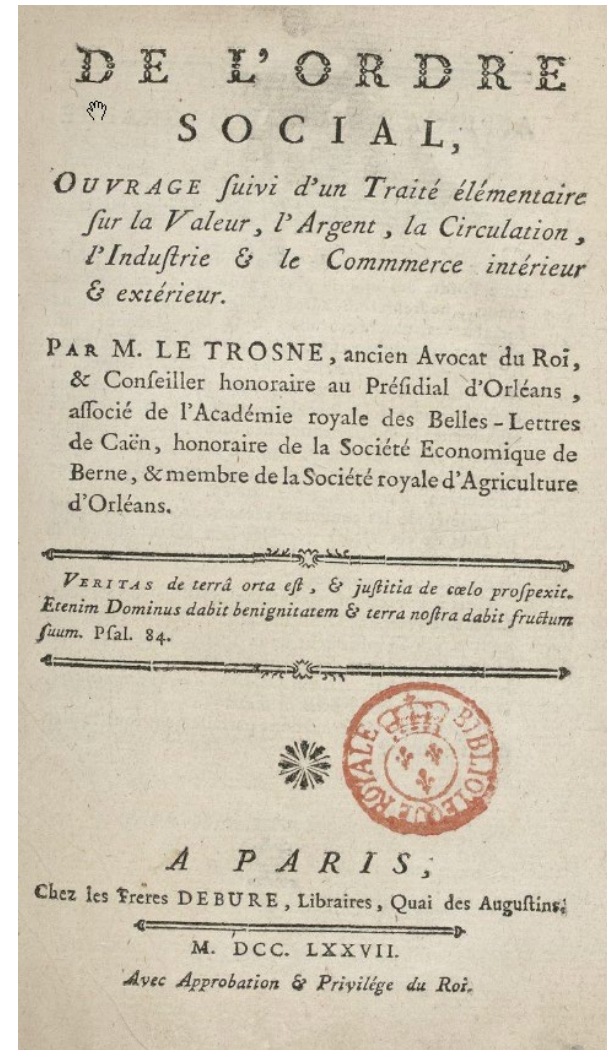 DE L'ORDRE
SOCIAL,
OUVRAGE ſuivi d'un Traité élémentaire
ſur la Valeur, l'Argent, la Circulation,
l'Induſtrie & le Commmerce intérieur
& extérieur.
PAR M. LE TROSNE, ancien Avocat du Roi,
& Conſeiller honoraire au Préſidial d'Orléans,
aſſocié de l'Académie royale des Belles-Lettres
de Caën, honoraire de la Société Economique de
Berne, & membre de la Société royale d'Agriculture
d'Orléans.
VERITAS de terrâ orta eſt, & juſtitia de cœlo proſpexit.
Etenim Dominus dabit benignitatem & terra noſtra dabit fructum
ſuum. Pſal. 84.
BIBLIOTEQUE ROYALE
A PARIS,
Chez les Freres DEBURE, Libraires, Quai des Auguſtins.
M. DCC. LXXVII.
Avec Approbation & Privilége du Roi.